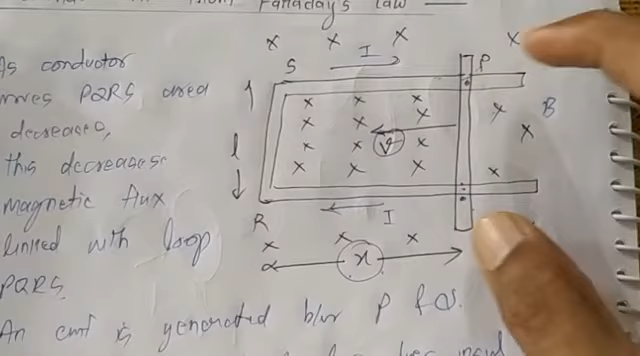 Faraday's law
As conductor
moves PQRS area
decreases,
this decreases
magnetic flux
linked with loop
PQRS.
An emf is generated b/w P & Q.
S
I
P
B
l
v
R
I
x